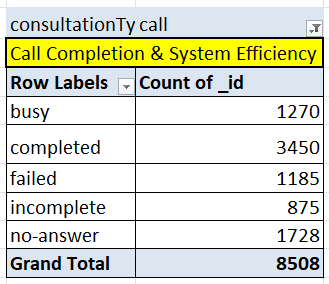 consultationTy call
Call Completion & System Efficiency
Row Labels Count of _id
busy 1270
completed 3450
failed 1185
incomplete 875
no-answer 1728
Grand Total 8508